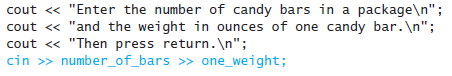 cout << "Enter the number of candy bars in a package\n";
cout << "and the weight in ounces of one candy bar.\n";
cout << "Then press return.\n";
cin >> number_of_bars >> one_weight;